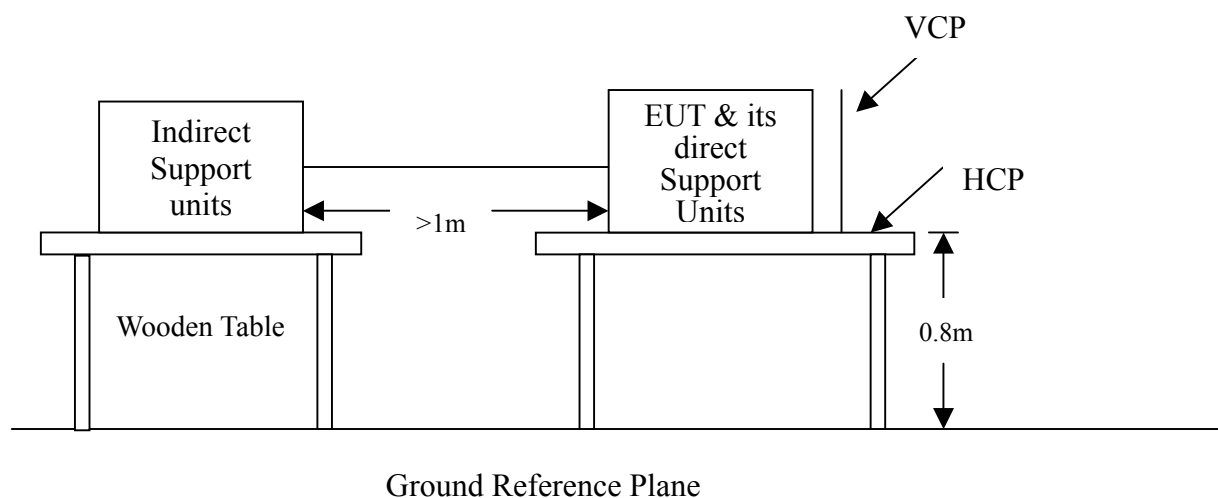 VCP
Indirect
Support
units
EUT & its
direct
Support
Units
HCP
>1m
Wooden Table
0.8m
Ground Reference Plane